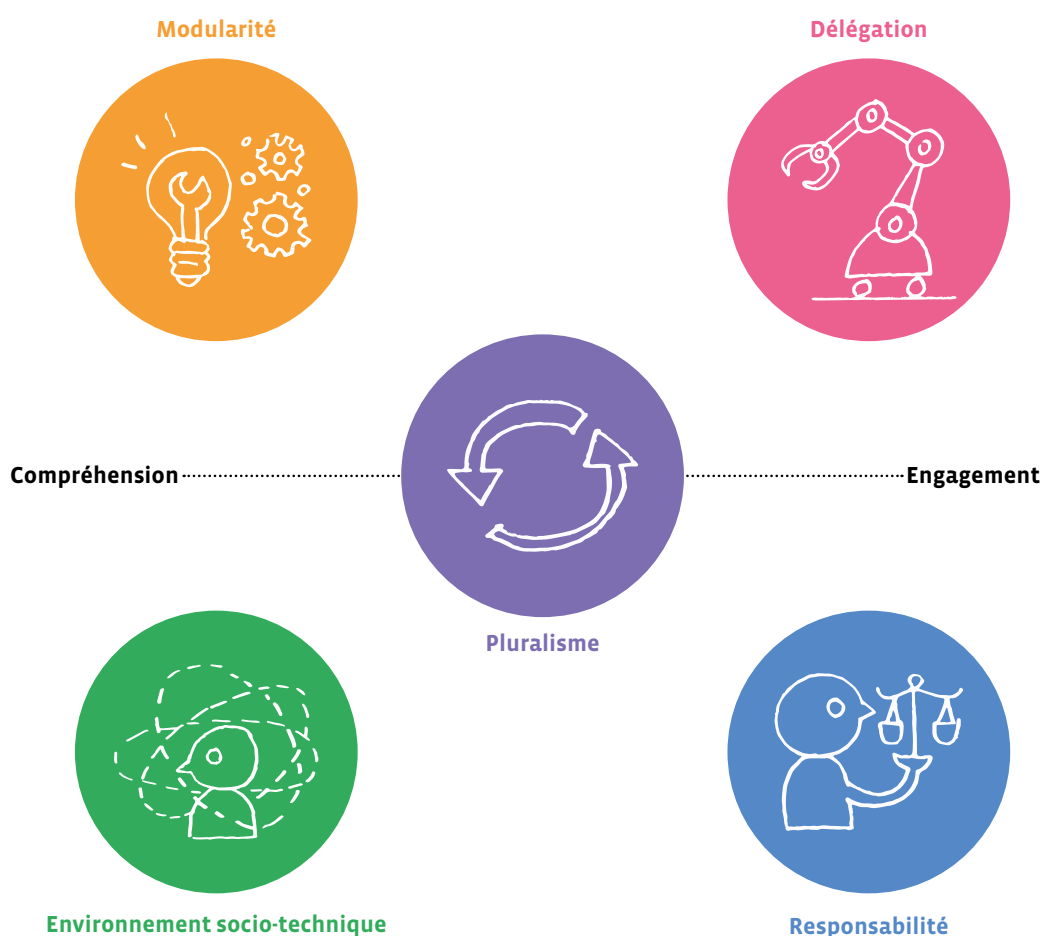 Modularité
Délégation
Compréhension
Engagement
Pluralisme
Environnement socio-technique
Responsabilité